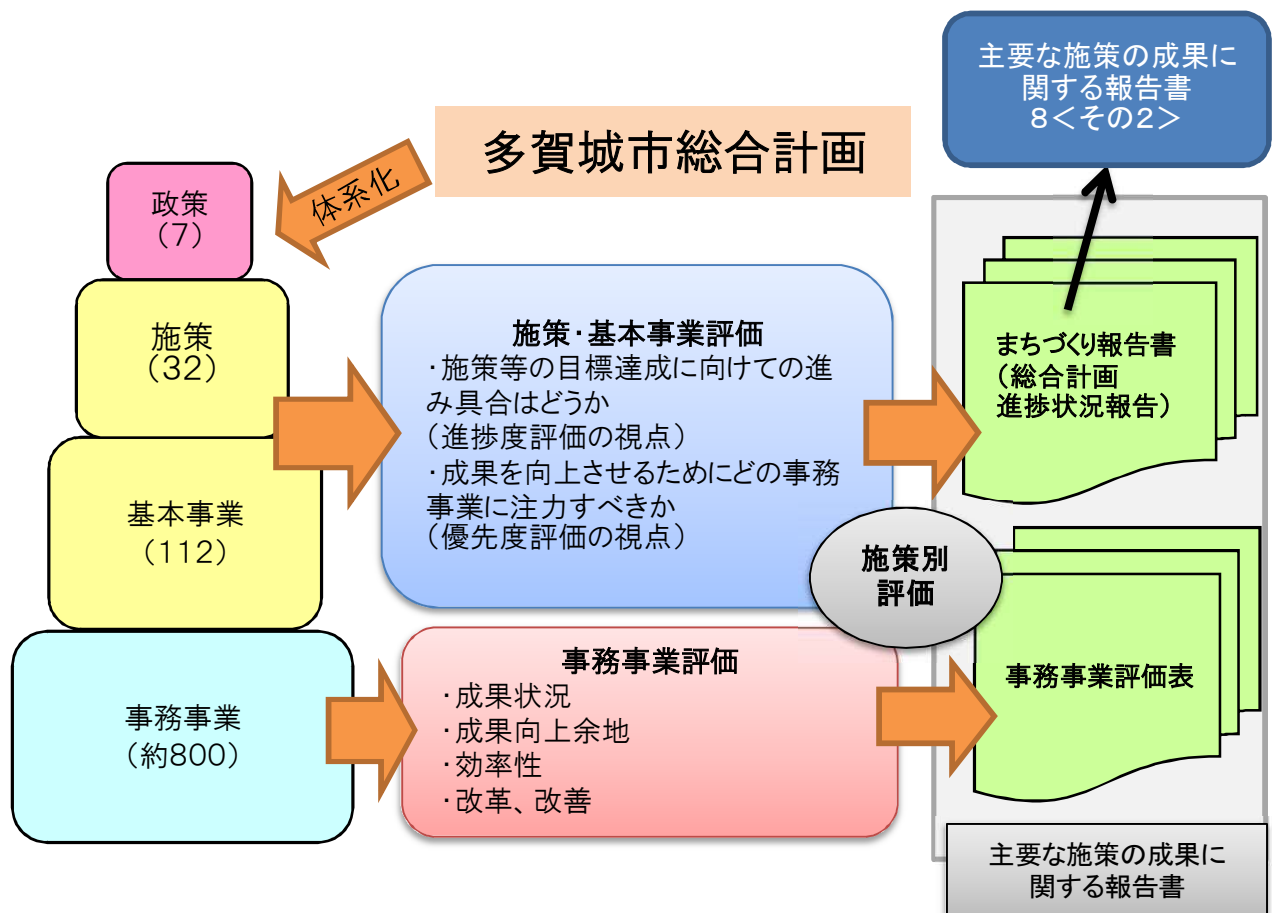 主要な施策の成果に
関する報告書
8<その2>
多賀城市総合計画
体系化
政策
(7)
施策
(32)
基本事業
(112)
事務事業
(約800)
施策・基本事業評価
・施策等の目標達成に向けての進
み具合はどうか
(進捗度評価の視点)
・成果を向上させるためにどの事務
事業に注力すべきか
(優先度評価の視点)
事務事業評価
・成果状況
・成果向上余地
・効率性
・改革、改善
施策別
評価
まちづくり報告書
(総合計画
進捗状況報告)
事務事業評価表
主要な施策の成果に
関する報告書